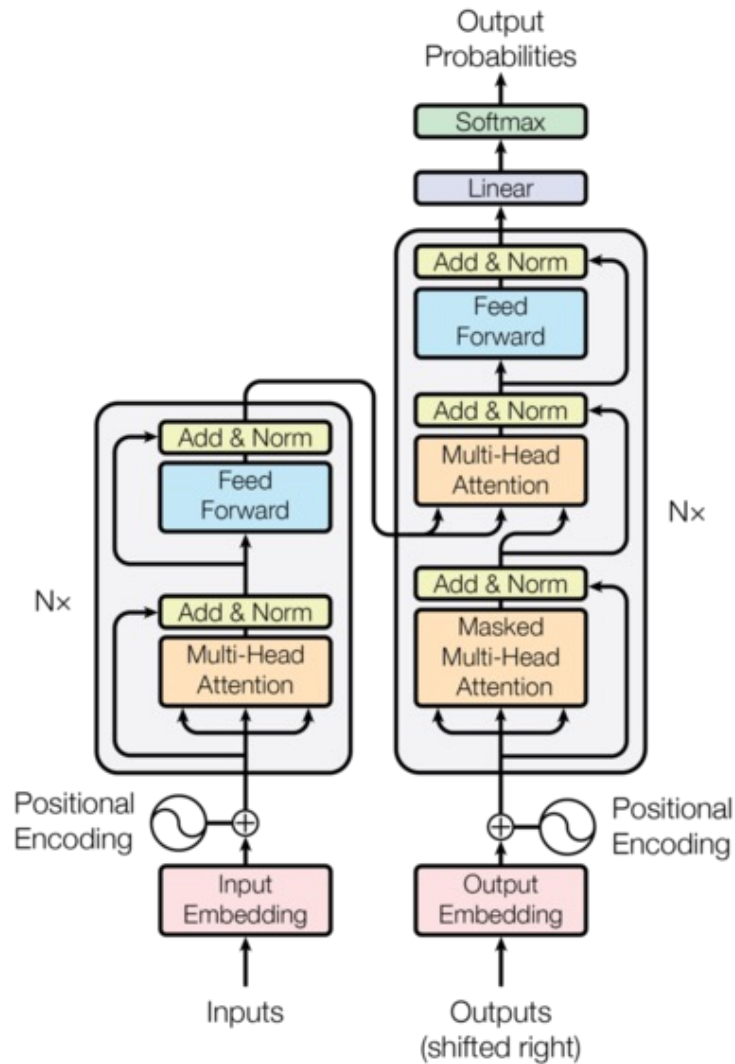 Output
Probabilities
Softmax
Linear
Add & Norm
Feed
Forward
Add & Norm
Multi-Head
Attention
Nx
Add & Norm
Masked
Multi-Head
Attention
Add & Norm
Feed
Forward
Nx
Add & Norm
Multi-Head
Attention
Positional
Encoding
Positional
Encoding
Input
Embedding
Output
Embedding
Inputs
Outputs
(shifted right)